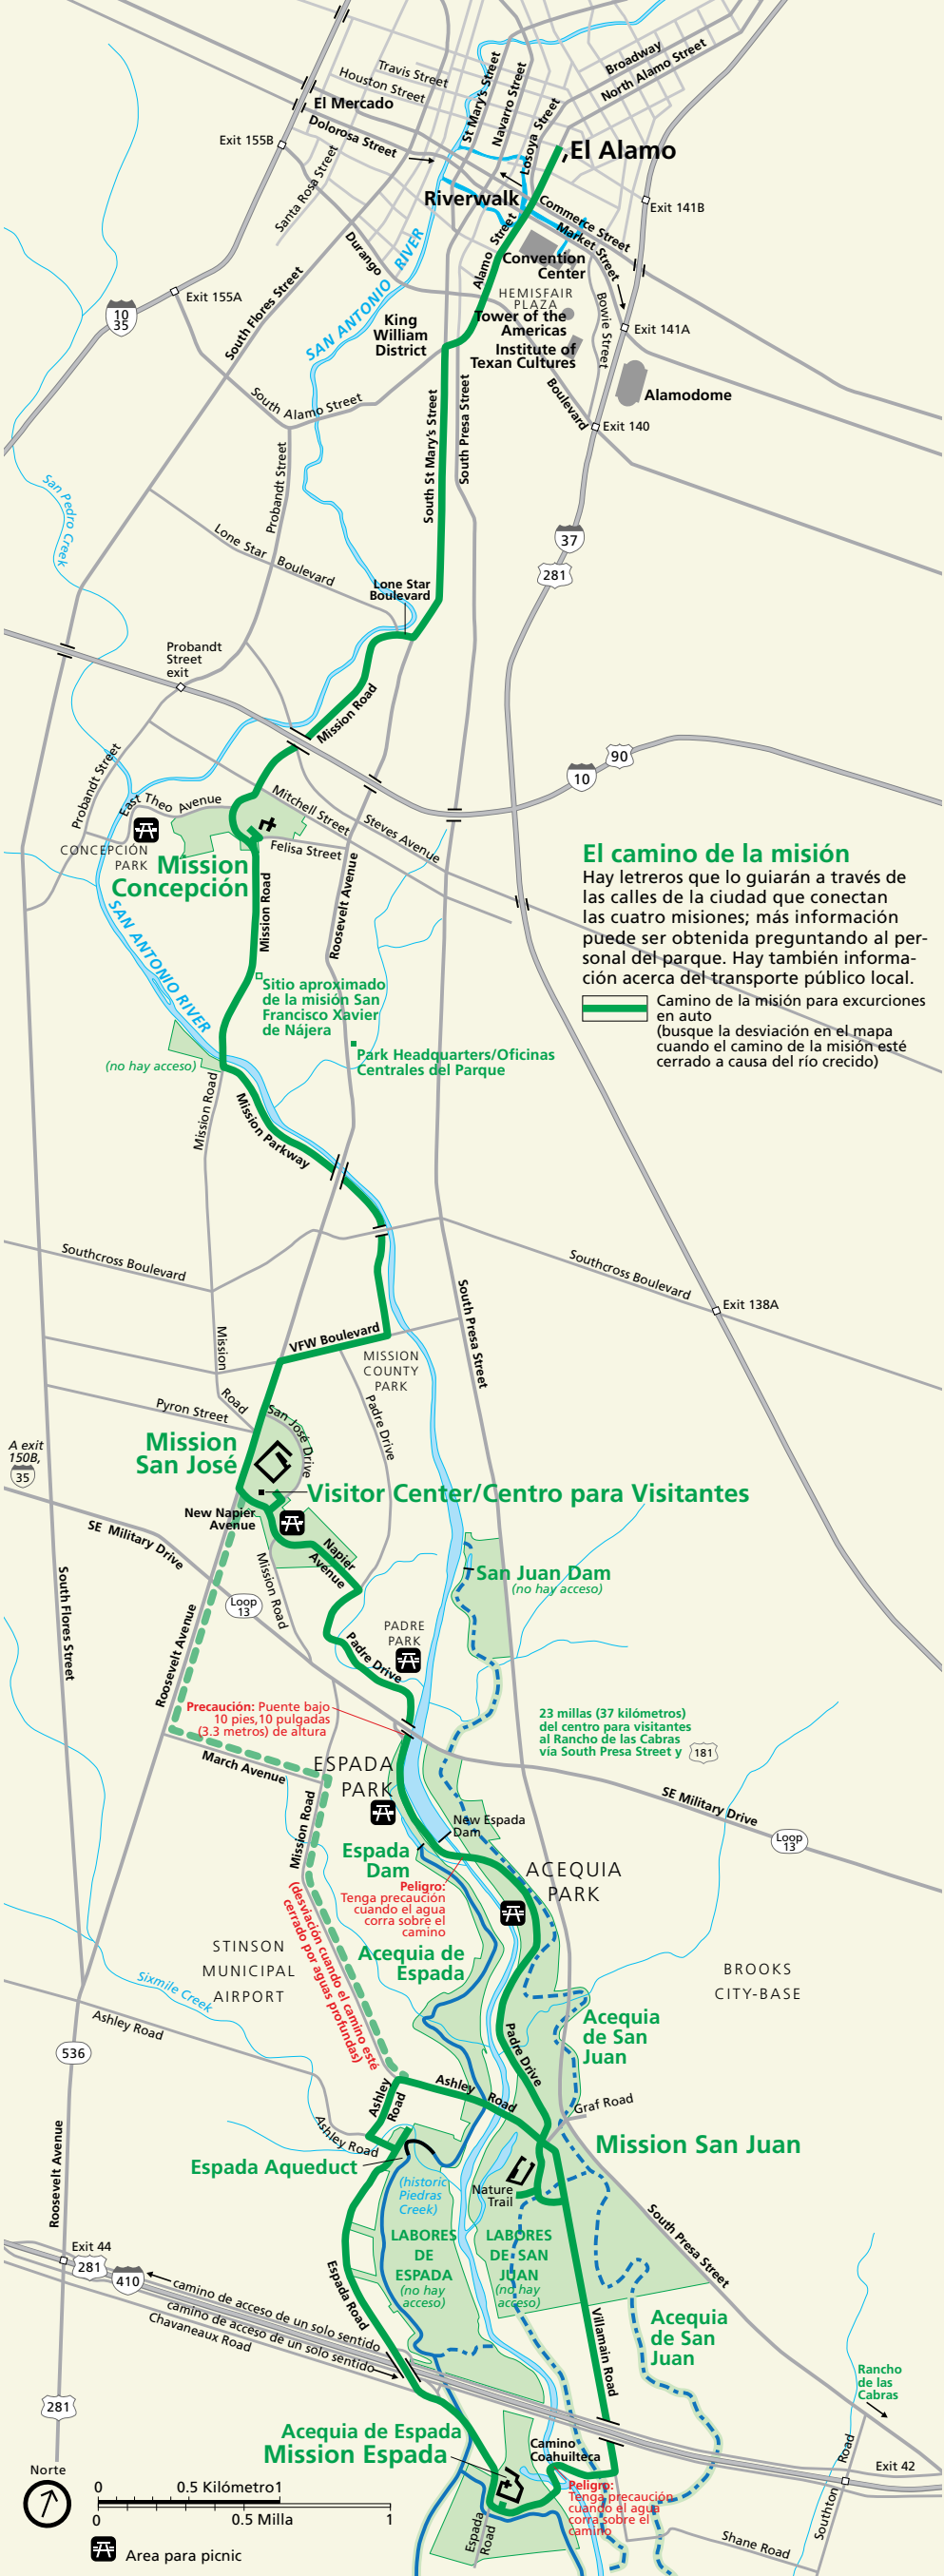 Broadway
North Alamo Street
Travis Street
Houston Street
St Mary's Street
Navarro Street
Losoya Street
El Mercado
Dolorosa Street
Exit 155B
Santa Rosa Street
El Alamo
Riverwalk
Exit 141B
Commerce Street
Market Street
Alamo Street
Durango
SAN ANTONIO RIVER
Convention
Center
HEMISFAIR
PLAZA
Bowie Street
Exit 155A
10
35
South Flores Street
King
William
District
Tower of the
Americas
Institute of
Texan Cultures
Exit 141A
Alamodome
Boulevard
Exit 140
South Alamo Street
South St Mary's Street
South Presa Street
Probandt Street
San Pedro Creek
Lone Star Boulevard
37
281
Lone Star
Boulevard
Probandt
Street
exit
Mission Road
90
10
Probandt Street
East Theo Avenue
Mitchell Street
Steves Avenue
Felisa Street
CONCEPCIÓN
PARK
Mission
Concepción
Mission Road
Roosevelt Avenue
SAN ANTONIO RIVER
El camino de la misión
Hay letreros que lo guiarán a través de
las calles de la ciudad que conectan
las cuatro misiones; más información
puede ser obtenida preguntando al per-
sonal del parque. Hay también informa-
ción acerca del transporte público local.
Camino de la misión para excurciones
en auto
(busque la desviación en el mapa
cuando el camino de la misión esté
cerrado a causa del río crecido)
Sitio aproximado
de la misión San
Francisco Xavier
de Nájera
Park Headquarters/Oficinas
Centrales del Parque
(no hay acceso)
Mission Road
Mission Parkway
Southcross Boulevard
Southcross Boulevard
Exit 138A
South Presa Street
Mission
Road
VFW Boulevard
MISSION
COUNTY
PARK
Pyron Street
San José Drive
Padre Drive
Mission
San José
A exit
150B,
35
Visitor Center/Centro para Visitantes
New Napier
Avenue
SE Military Drive
Napier
Avenue
Mission Road
Loop
13
San Juan Dam
(no hay acceso)
South Flores Street
Roosevelt Avenue
PADRE
PARK
Padre Drive
Precaución: Puente bajo
10 pies,10 pulgadas
(3.3 metros) de altura
23 millas (37 kilómetros)
del centro para visitantes
al Rancho de las Cabras
via South Presa Street y
181
March Avenue
ESPADA
PARK
SE Military Drive
Loop
13
Mission Road
New Espada
Dam
Espada
Dam
ACEQUIA
PARK
Peligro:
Tenga precaución
cuando el agua
corra sobre el
camino
(desviación cuando el camino esté
cerrado por aguas profundas)
Acequia de
Espada
STINSON
MUNICIPAL
AIRPORT
BROOKS
CITY-BASE
Sixmile Creek
Ashley Road
Acequia
de San
Juan
536
Padre Drive
Ashley
Road
Ashley Road
Graf Road
Ashley Road
Mission San Juan
Espada Aqueduct
Nature
Trail
(historic
Piedras
Creek)
Roosevelt Avenue
LABORES
DE
ESPADA
(no hay
acceso)
LABORES
DE SAN
JUAN
(no hay
acceso)
South Presa Street
Exit 44
281
410
camino de acceso de un solo sentido
camino de acceso de un solo sentido
Chavaneaux Road
Espada Road
Villamain Road
Acequia
de San
Juan
Rancho
de las
Cabras
281
Acequia de Espada
Mission Espada
Camino
Coahuilteca
Exit 42
Southton Road
Peligro:
Tenga precaución
cuando el agua
corra sobre el
camino
Espada
Road
Shane Road
Norte
0 0.5 Kilómetro 1
0 0.5 Milla 1
Area para picnic